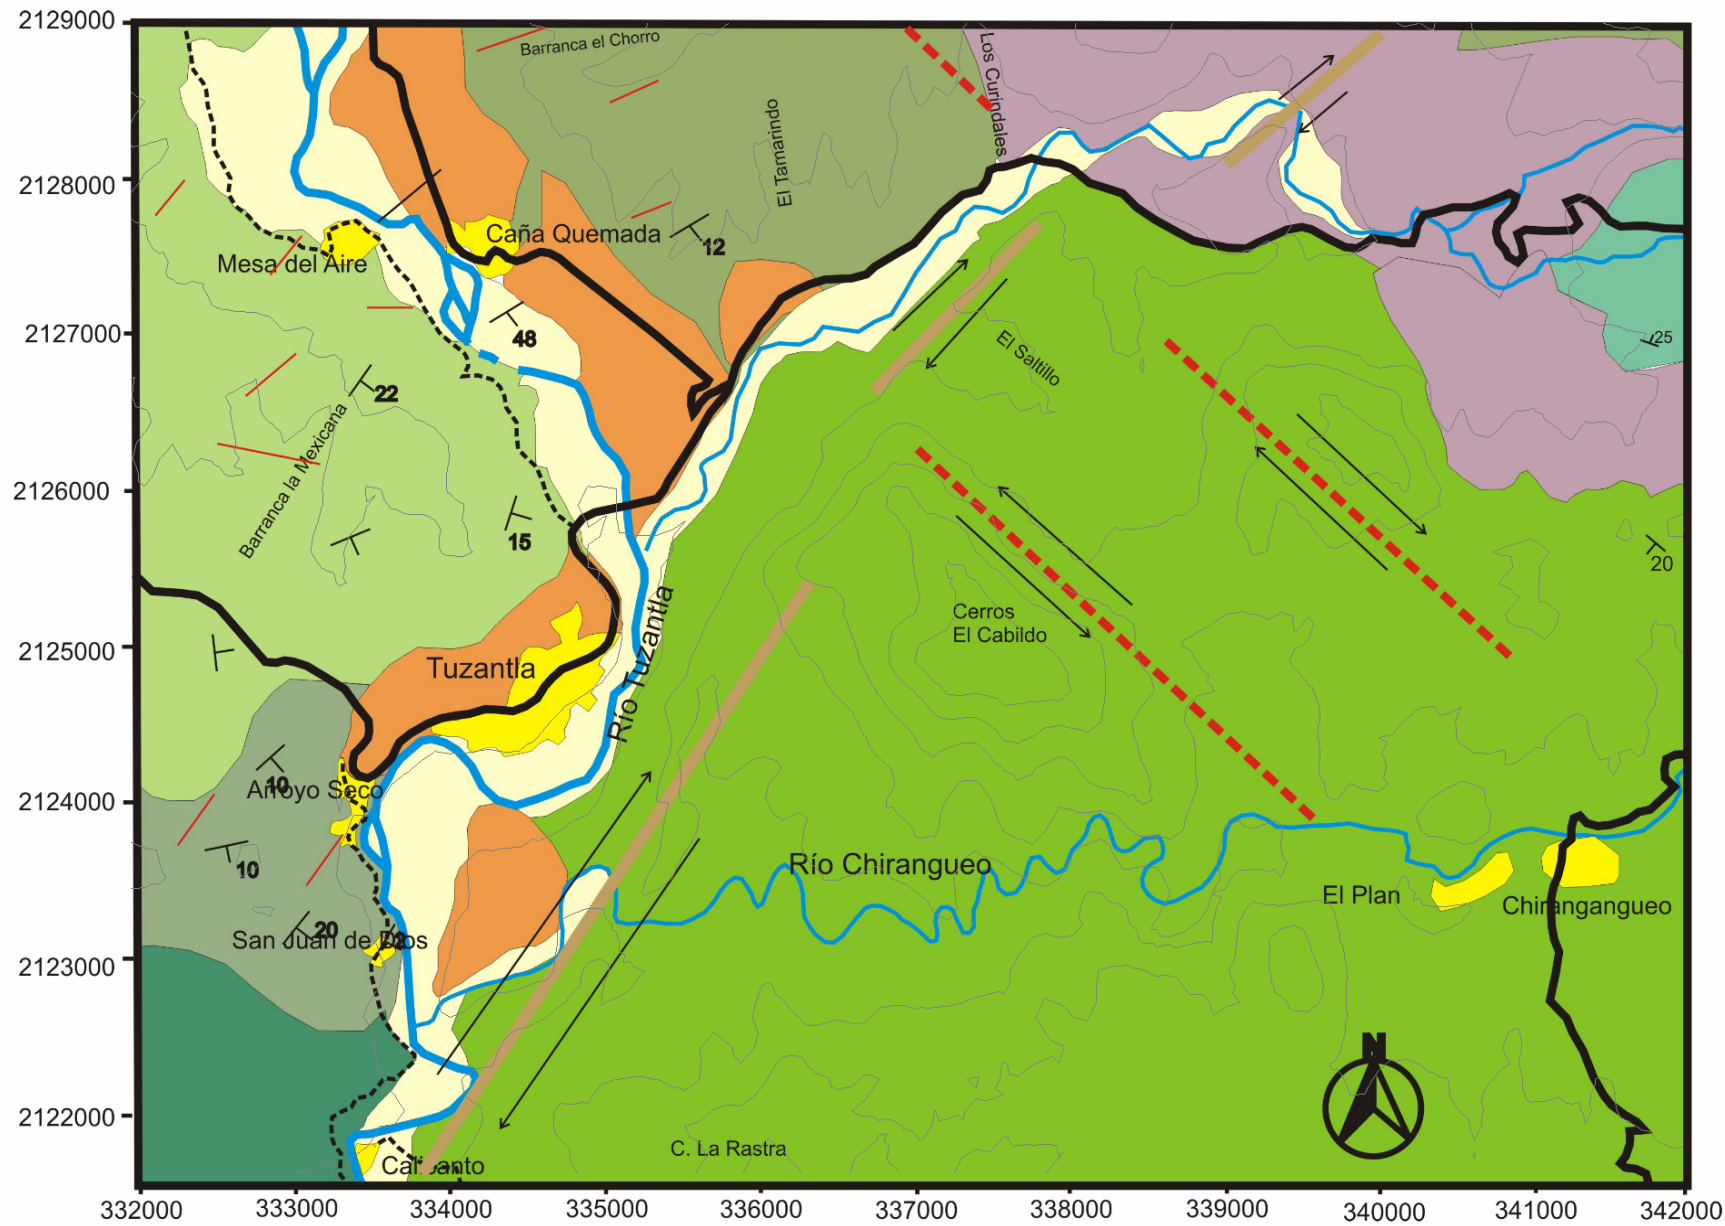 2129000
Barranca el Chorro
Los Curindales
El Tamarindo
2128000
Caña Quemada
12
Mesa del Aire
2127000
48
25
El Saltillo
22
Barranca la Mexicana
2126000
15
20
Río Tuzantla
Cerros
El Cabildo
2125000
Tuzantla
10
Arroyo Seco
2124000
10
Río Chirangueo
El Plan
Chirangangueo
20
San Juan de Dios
2123000
N
2122000
C. La Rastra
332000
333000
334000
335000
336000
337000
338000
339000
340000
341000
342000